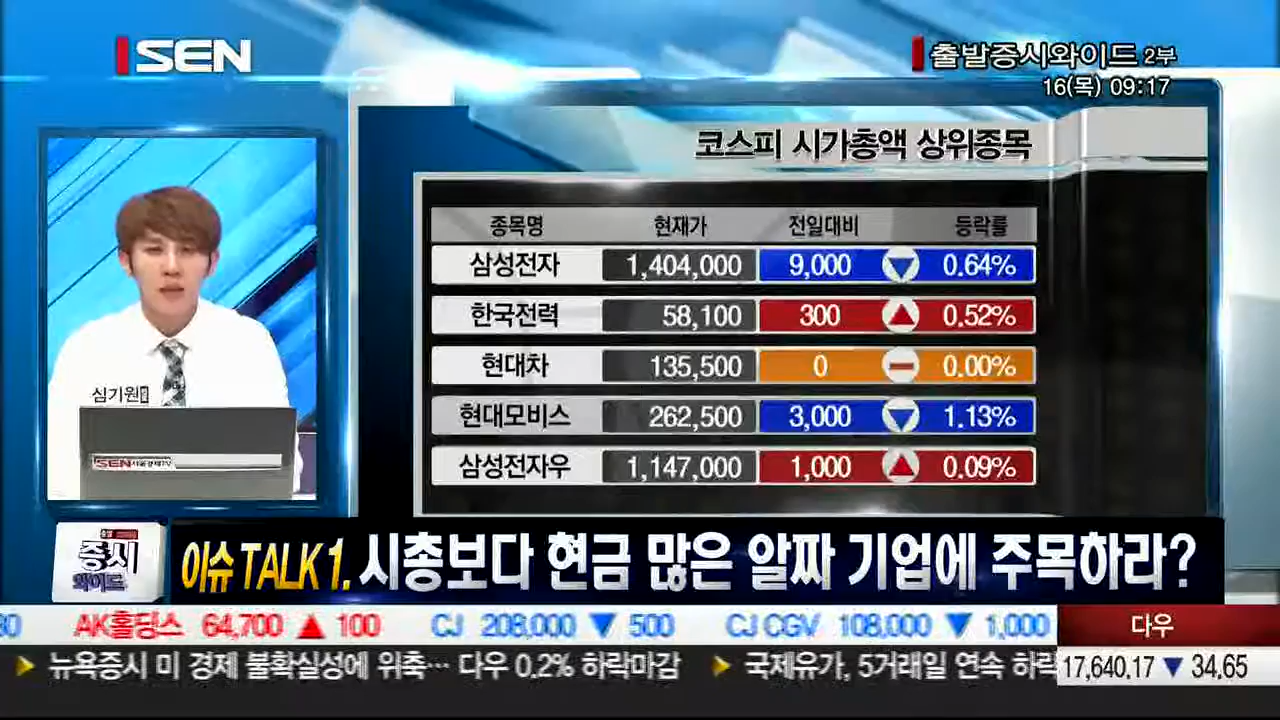 SEN
출발증시와이드 2부
16(목) 09:17
코스피 시가총액 상위종목
종목명 현재가 전일대비 등락률
삼성전자 1,404,000 9,000 ▼ 0.64%
한국전력 58,100 300 ▲ 0.52%
현대차 135,500 0 - 0.00%
현대모비스 262,500 3,000 ▼ 1.13%
삼성전자우 1,147,000 1,000 ▲ 0.09%
심기원
SEN 서울경제TV
출발
증시
와이드
이슈 TALK 1. 시총보다 현금 많은 알짜 기업에 주목하라?
AK홀딩스 64,700 ▲ 100 CJ 208,000 ▼ 500 CJ CGV 108,000 ▼ 1,000 다우
뉴욕증시 미 경제 불확실성에 위축… 다우 0.2% 하락마감 국제유가, 5거래일 연속 하락 17,640.17 ▼ 34.65